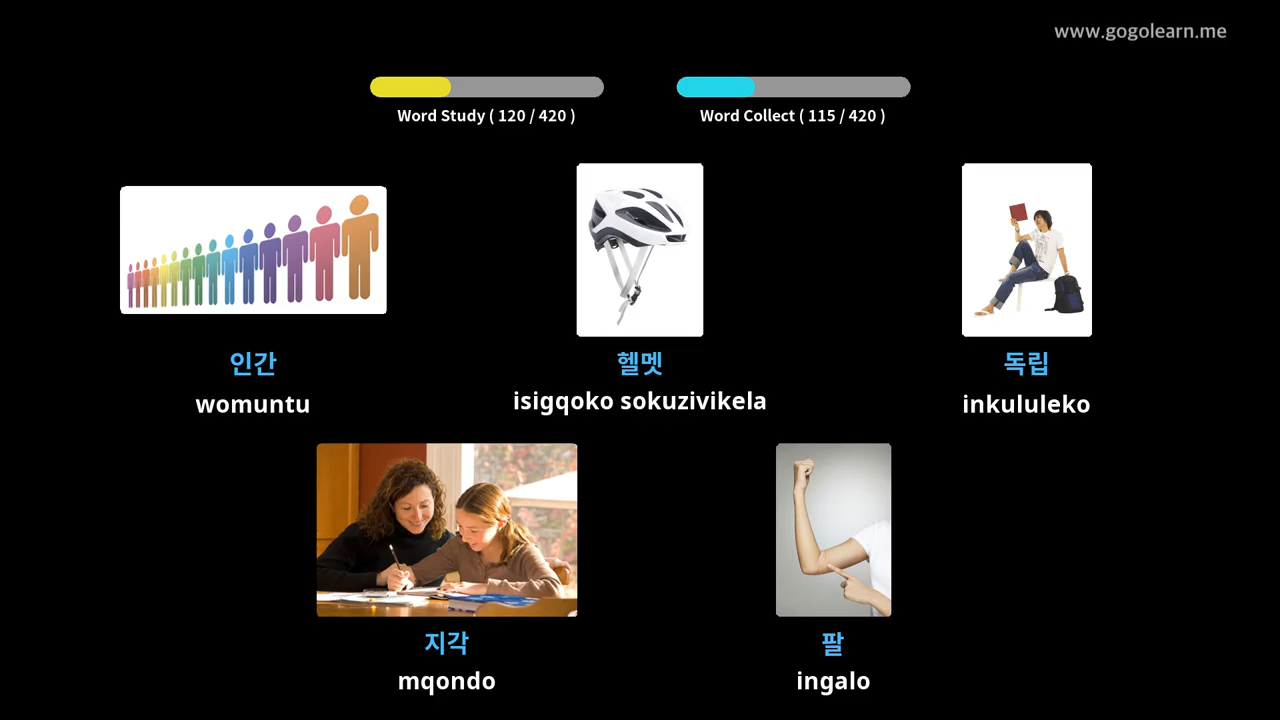 www.gogolearn.me
Word Study ( 120 / 420 )
Word Collect ( 115 / 420 )
인간
womuntu
헬멧
isigqoko sokuzivikela
독립
inkululeko
지각
mqondo
팔
ingalo